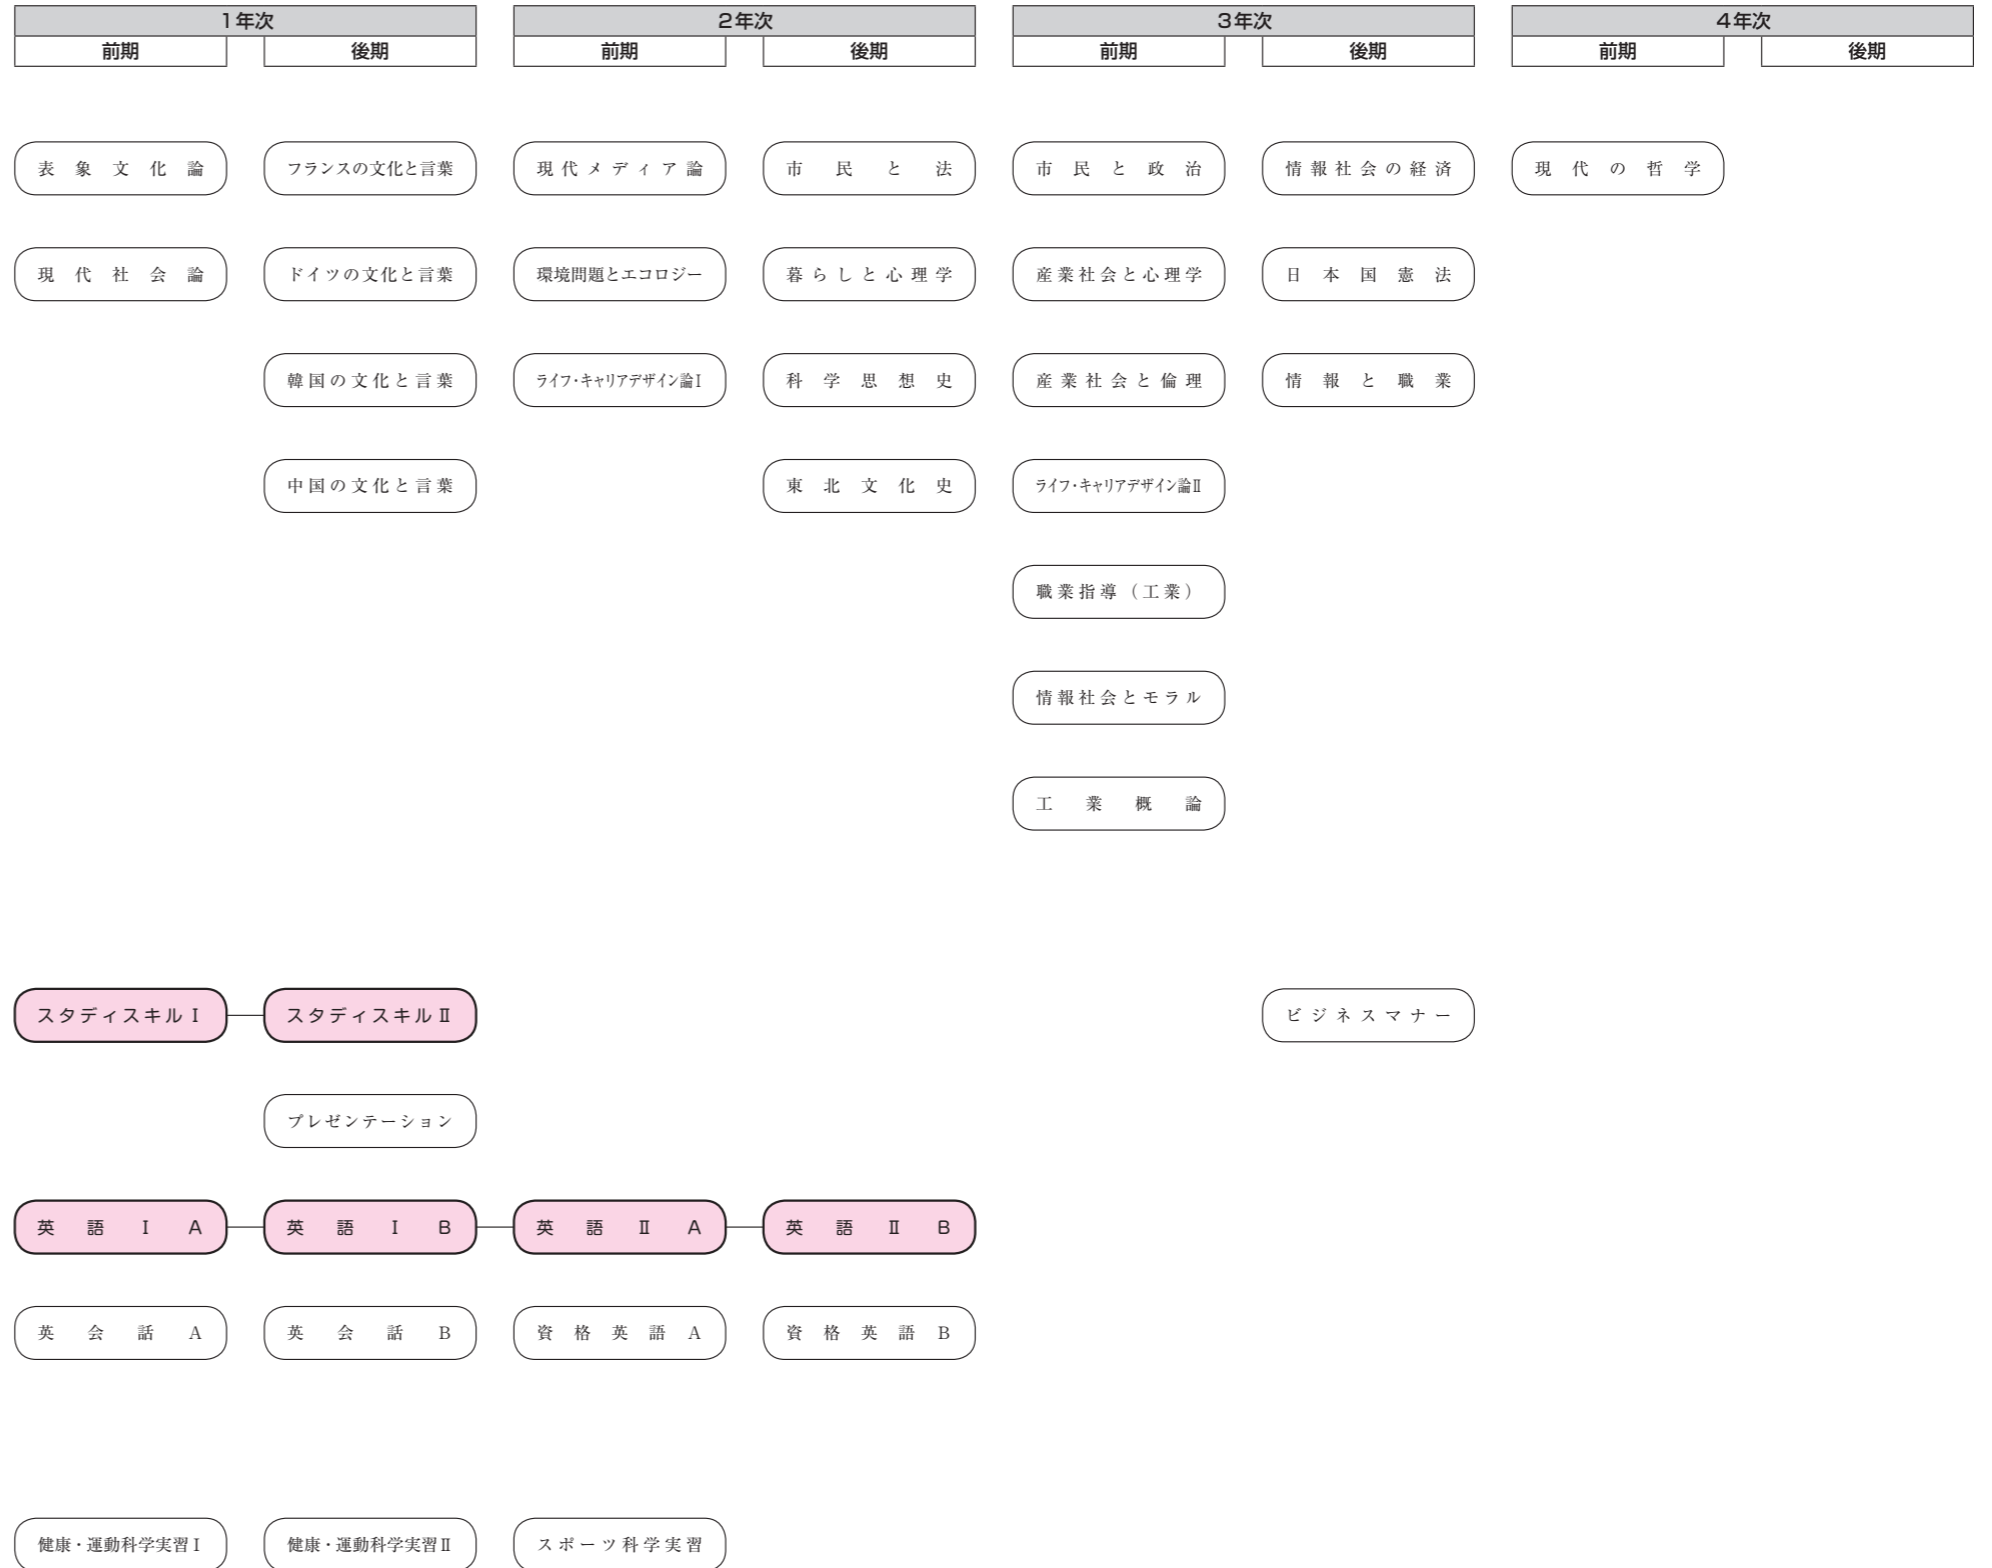 1年次 2年次 3年次 4年次
前期 後期 前期 後期 前期 後期 前期 後期
表象文化論 フランスの文化と言葉 現代メディア論 市民と法 市民と政治 情報社会の経済 現代の哲学
現代社会論 ドイツの文化と言葉 環境問題とエコロジー 暮らしと心理学 産業社会と心理学 日本国憲法
韓国の文化と言葉 ライフ・キャリアデザイン論Ⅰ 科学思想史 産業社会と倫理 情報と職業
中国の文化と言葉 東北文化史 ライフ・キャリアデザイン論Ⅱ
職業指導（工業）
情報社会とモラル
工業概論
スタディスキルⅠ スタディスキルⅡ ビジネスマナー
プレゼンテーション
英語ⅠA 英語ⅠB 英語ⅡA 英語ⅡB
英会話A 英会話B 資格英語A 資格英語B
健康・運動科学実習Ⅰ 健康・運動科学実習Ⅱ スポーツ科学実習